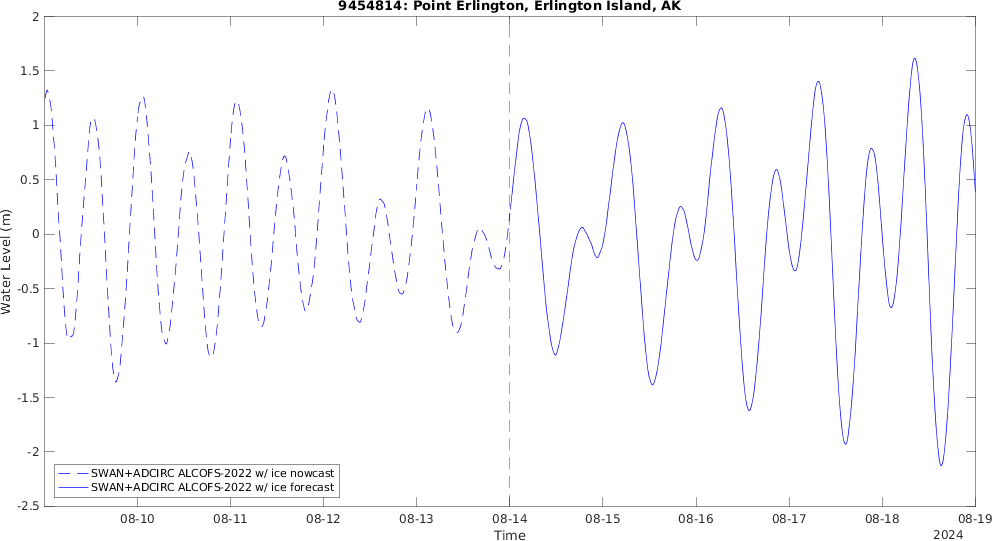 9454814: Point Erlington, Erlington Island, AK
2
1.5
1
0.5
0
-0.5
-1
-1.5
-2
-2.5
Water Level (m)
SWAN+ADCIRC ALCOFS-2022 w/ ice nowcast
SWAN+ADCIRC ALCOFS-2022 w/ ice forecast
08-10 08-11 08-12 08-13 08-14 08-15 08-16 08-17 08-18 08-19
Time
2024